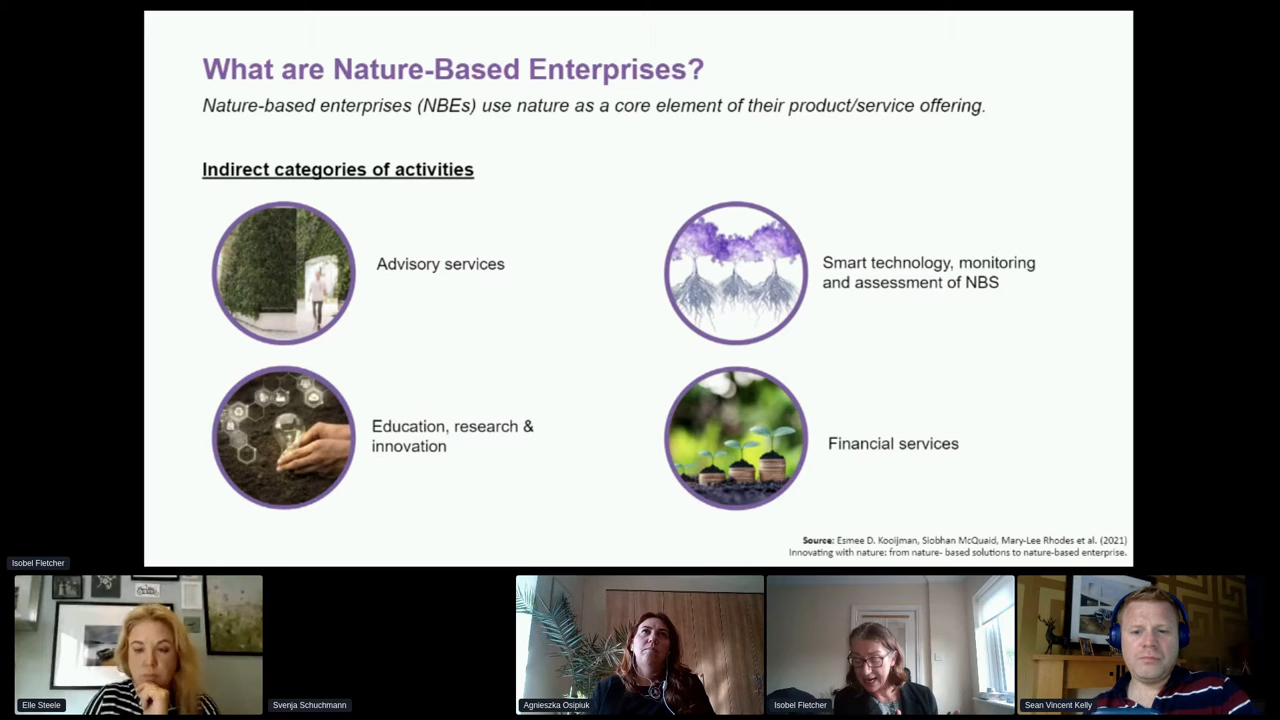 What are Nature-Based Enterprises?
Nature-based enterprises (NBEs) use nature as a core element of their product/service offering.
Indirect categories of activities
Advisory services
Smart technology, monitoring
and assessment of NBS
Education, research &
innovation
Financial services
Source: Esmee D. Kooijman, Siobhan McQuaid, Mary-Lee Rhodes et al. (2021)
Innovating with nature: from nature- based solutions to nature-based enterprise.
Isobel Fletcher
Elle Steele
Svenja Schuchmann
Agnieszka Osipiuk
Isobel Fletcher
Sean Vincent Kelly